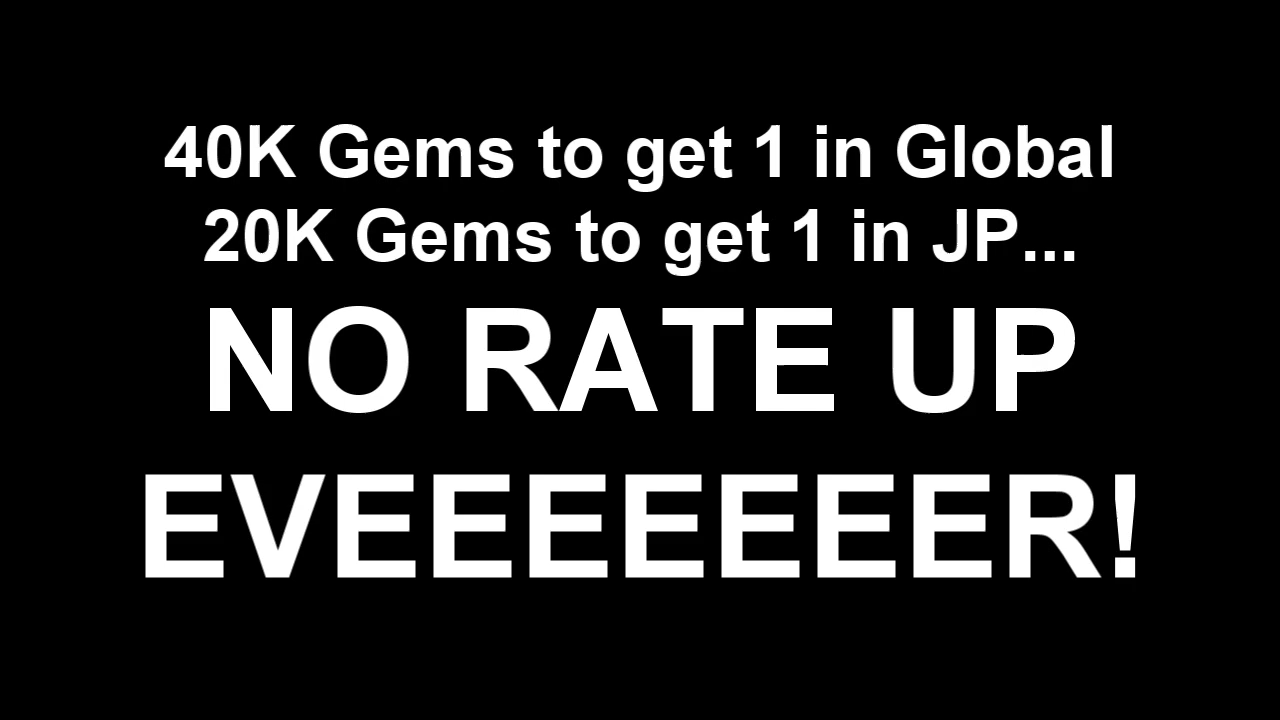 40K Gems to get 1 in Global
20K Gems to get 1 in JP...
NO RATE UP
EVEEEEEEER!